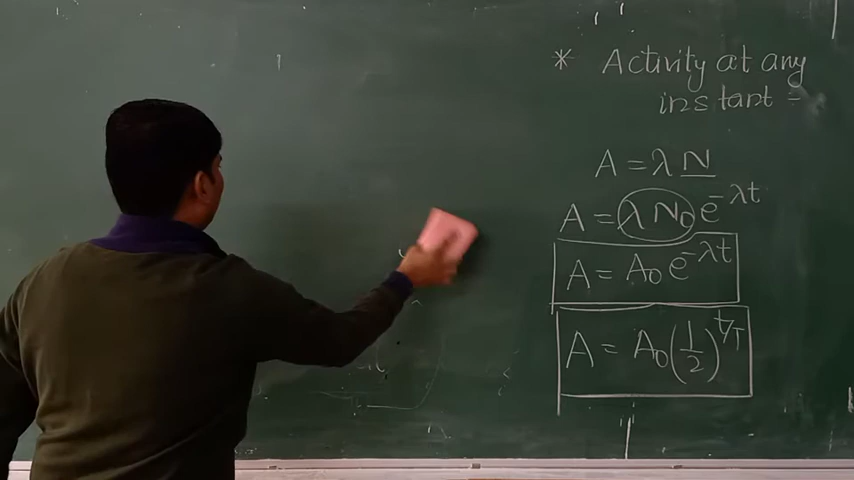 * Activity at any
instant =
A = λ N
A = λ N₀ e^-λt
A = A₀ e^-λt
A = A₀ (1/2)^t/T